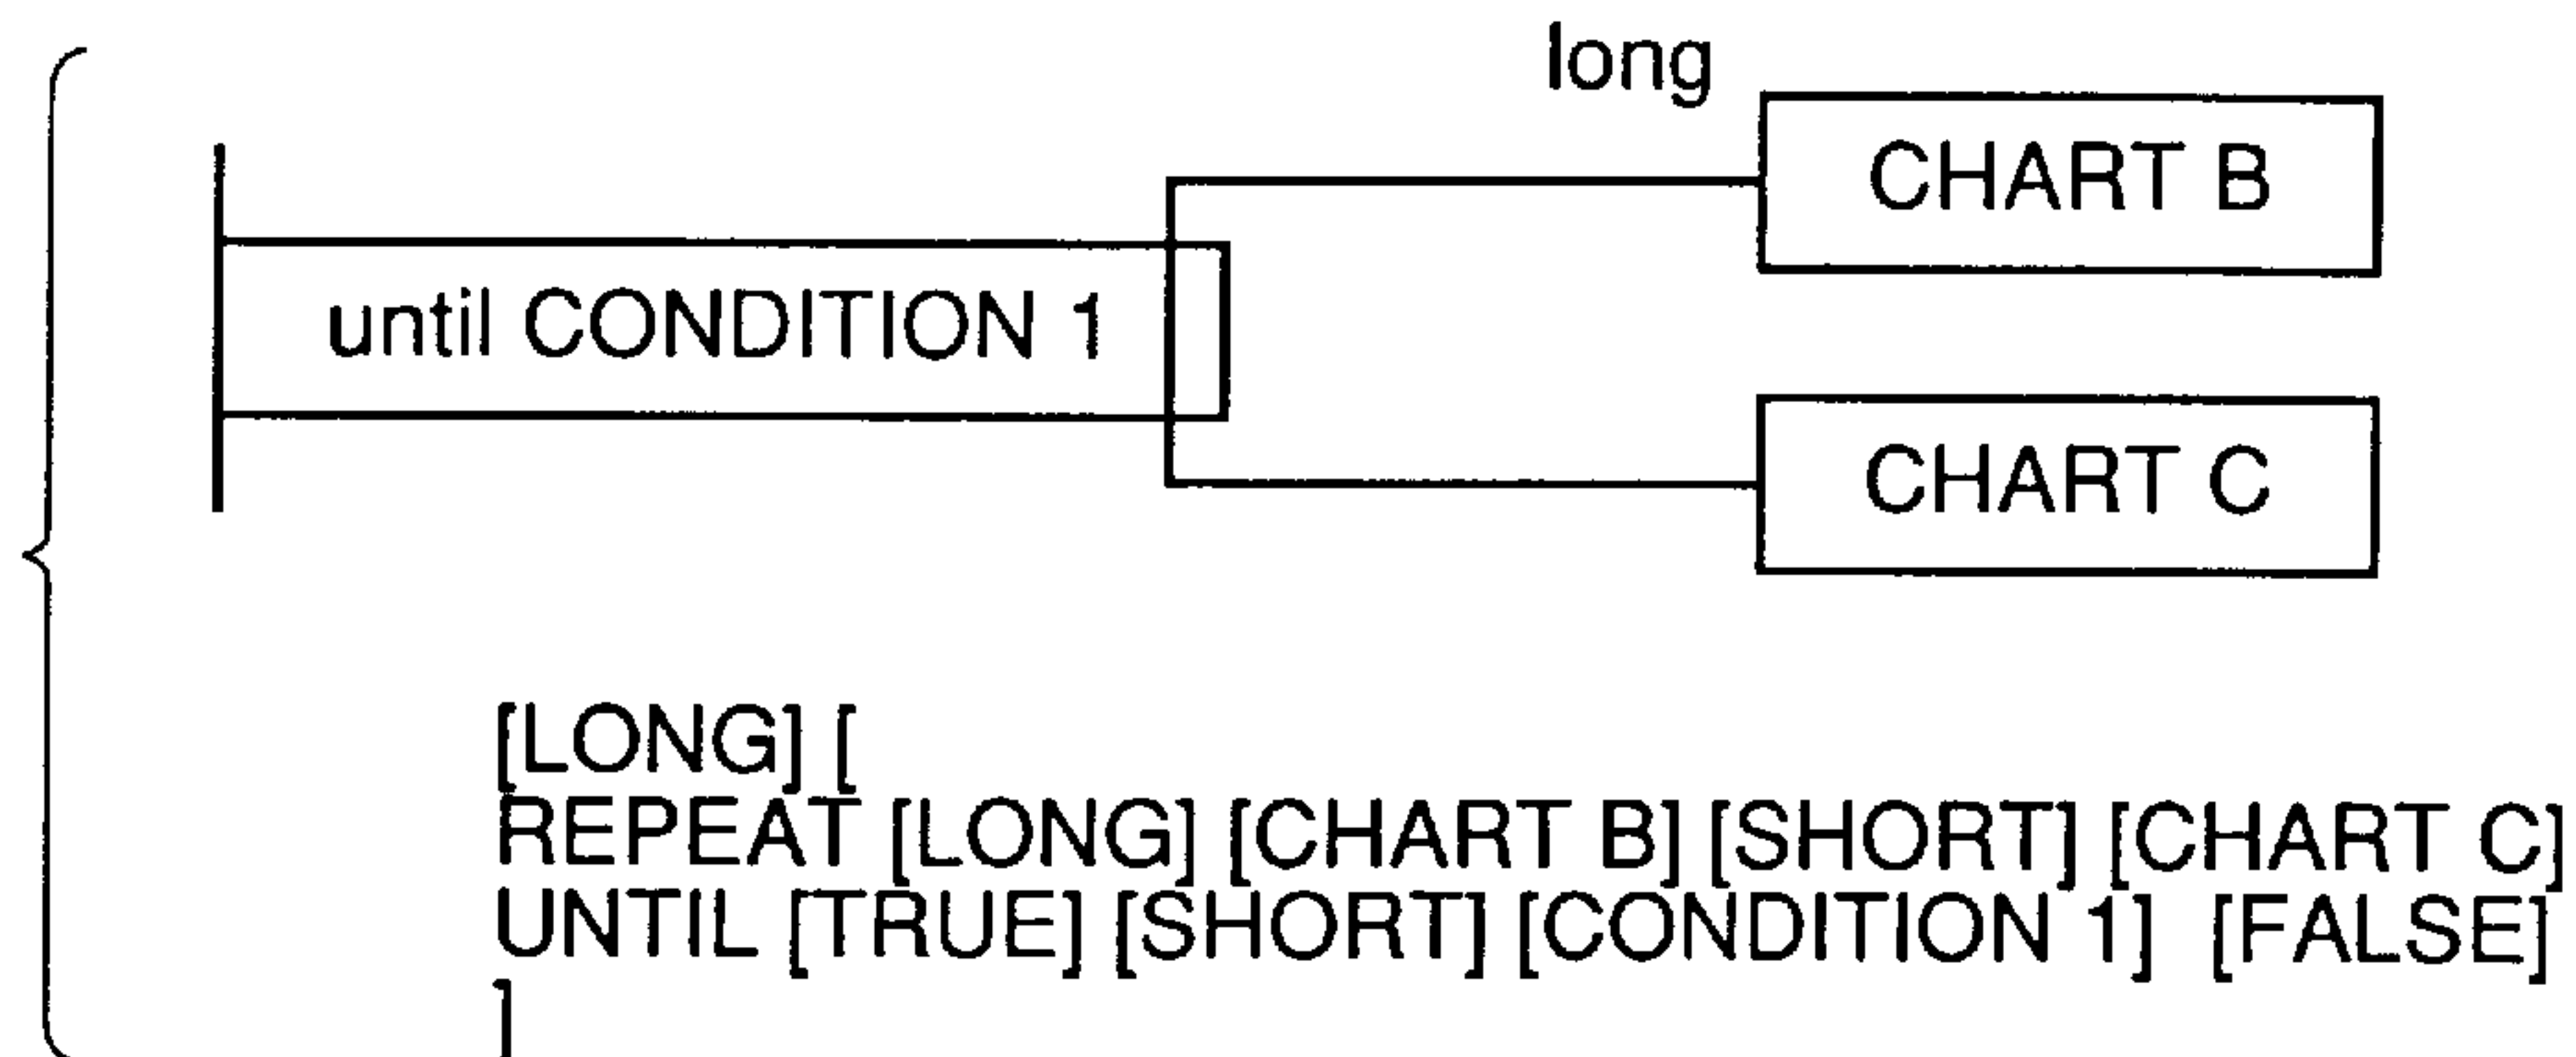 long
CHART B
until CONDITION 1
CHART C
[LONG] [
REPEAT [LONG] [CHART B] [SHORT] [CHART C]
UNTIL [TRUE] [SHORT] [CONDITION 1] [FALSE]
]